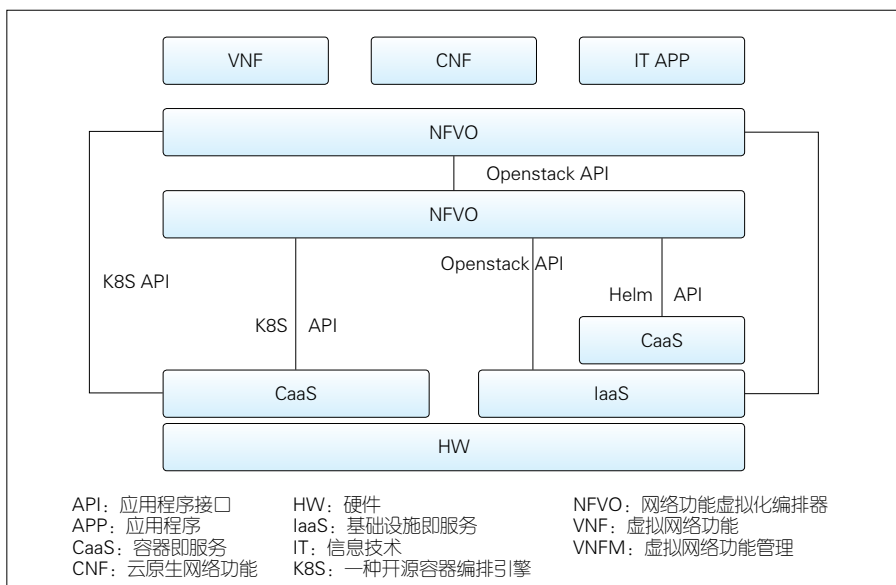 VNF
CNF
IT APP
NFVO
Openstack API
NFVO
K8S API
Openstack API
Helm API
K8S API
CaaS
CaaS
IaaS
HW
API：应用程序接口
APP：应用程序
CaaS：容器即服务
CNF：云原生网络功能
HW：硬件
IaaS：基础设施即服务
IT：信息技术
K8S：一种开源容器编排引擎
NFVO：网络功能虚拟化编排器
VNF：虚拟网络功能
VNFM：虚拟网络功能管理